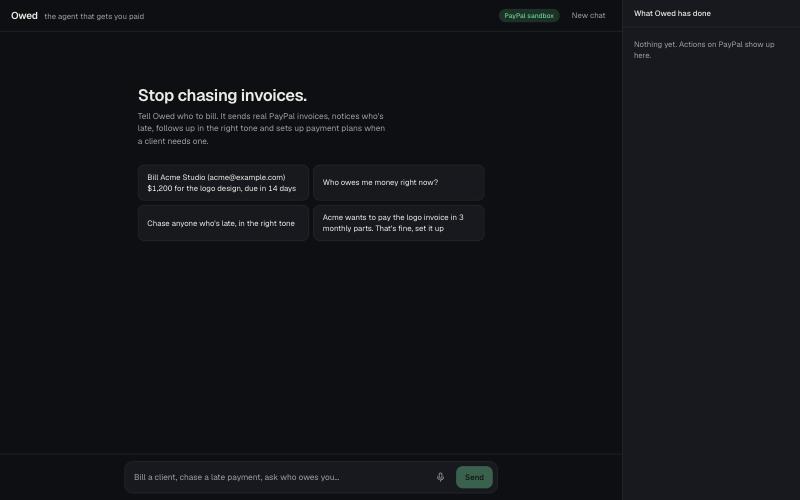 Owed the agent that gets you paid
PayPal sandbox
New chat
What Owed has done
Nothing yet. Actions on PayPal show up
here.
Stop chasing invoices.
Tell Owed who to bill. It sends real PayPal invoices, notices who's
late, follows up in the right tone and sets up payment plans when
a client needs one.
Bill Acme Studio (acme@example.com)
$1,200 for the logo design, due in 14 days
Who owes me money right now?
Chase anyone who's late, in the right tone
Acme wants to pay the logo invoice in 3
monthly parts. That's fine, set it up
Bill a client, chase a late payment, ask who owes you...
Send